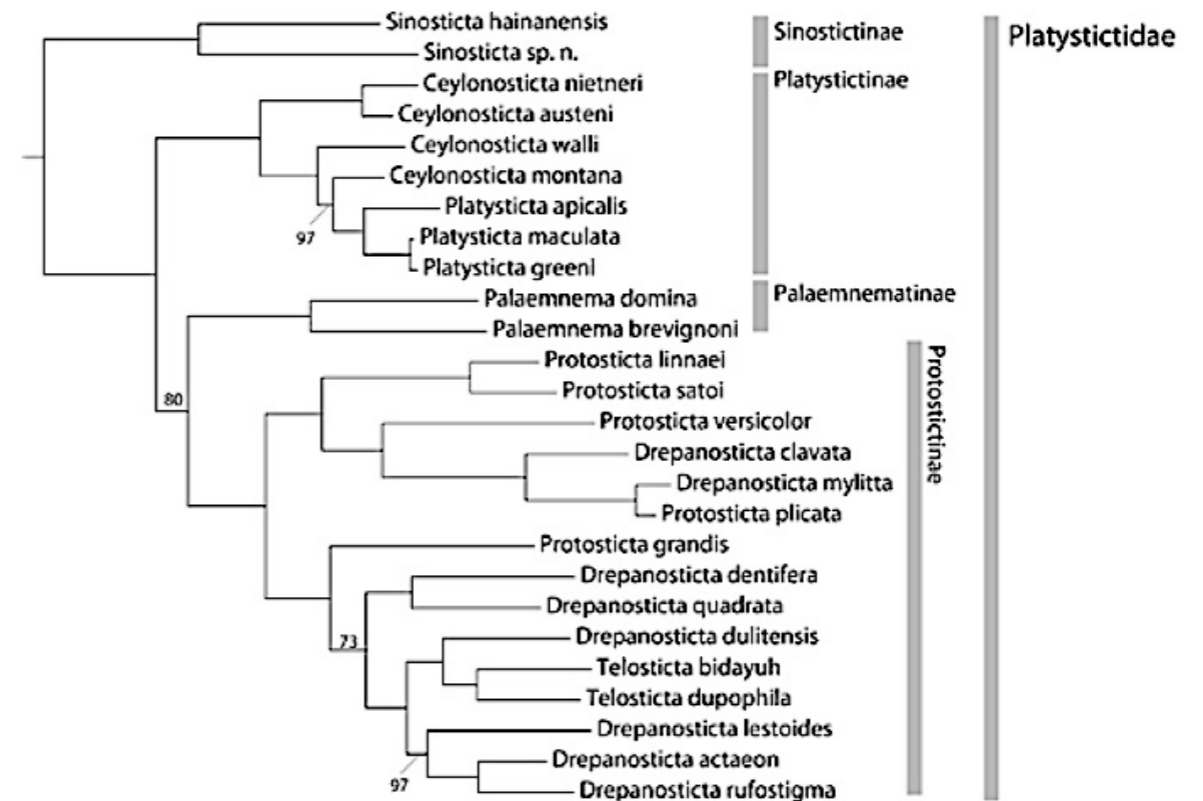 Sinosticta hainanensis
Sinosticta sp. n.
Ceylonosticta nietneri
Ceylonosticta austeni
Ceylonosticta walli
Ceylonosticta montana
Platysticta apicalis
97
Platysticta maculata
Platysticta greeni
Palaemnema domina
Palaemnema brevignoni
Protosticta linnaei
Protosticta satoi
80
Protosticta versicolor
Drepanosticta clavata
Drepanosticta mylitta
Protosticta plicata
Protosticta grandis
Drepanosticta dentifera
Drepanosticta quadrata
73
Drepanosticta dulitensis
Telosticta bidayuh
Telosticta dupophila
Drepanosticta lestoides
Drepanosticta actaeon
97
Drepanosticta rufostigma
Sinostictinae
Platystictinae
Palaemnematinae
Protostictinae
Platystictidae